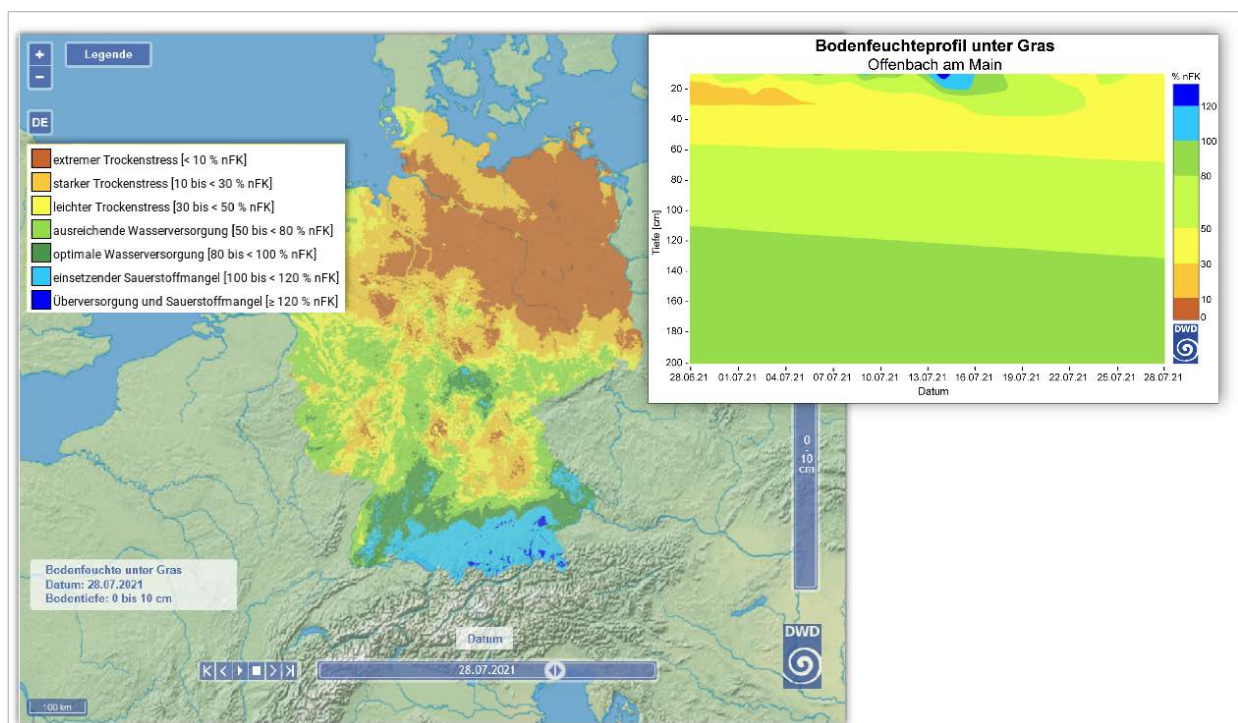 +
−
Legende
DE
extremer Trockenstress [< 10 % nFK]
starker Trockenstress [10 bis < 30 % nFK]
leichter Trockenstress [30 bis < 50 % nFK]
ausreichende Wasserversorgung [50 bis < 80 % nFK]
optimale Wasserversorgung [80 bis < 100 % nFK]
einsetzender Sauerstoffmangel [100 bis < 120 % nFK]
Überversorgung und Sauerstoffmangel [≥ 120 % nFK]
Bodenfeuchteprofil unter Gras
Offenbach am Main
% nFK
20 -
40 -
60 -
80 -
100 -
120 -
140 -
160 -
180 -
200 -
Tiefe [cm]
120
100
80
50
30
10
0
DWD
28.06.21 01.07.21 04.07.21 07.07.21 10.07.21 13.07.21 16.07.21 19.07.21 22.07.21 25.07.21 28.07.21
Datum
0
-
10
cm
Bodenfeuchte unter Gras
Datum: 28.07.2021
Bodentiefe: 0 bis 10 cm
Datum
28.07.2021
DWD
100 km